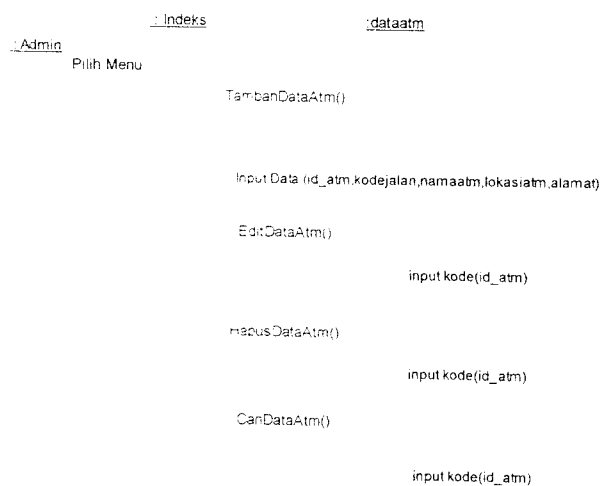 : Indeks
:dataatm
: Admin
Pilih Menu
TambahDataAtm()
Input Data (id_atm,kodejalan,namaatm,lokasiatm,alamat)
EditDataAtm()
input kode(id_atm)
HapusDataAtm()
input kode(id_atm)
CariDataAtm()
input kode(id_atm)